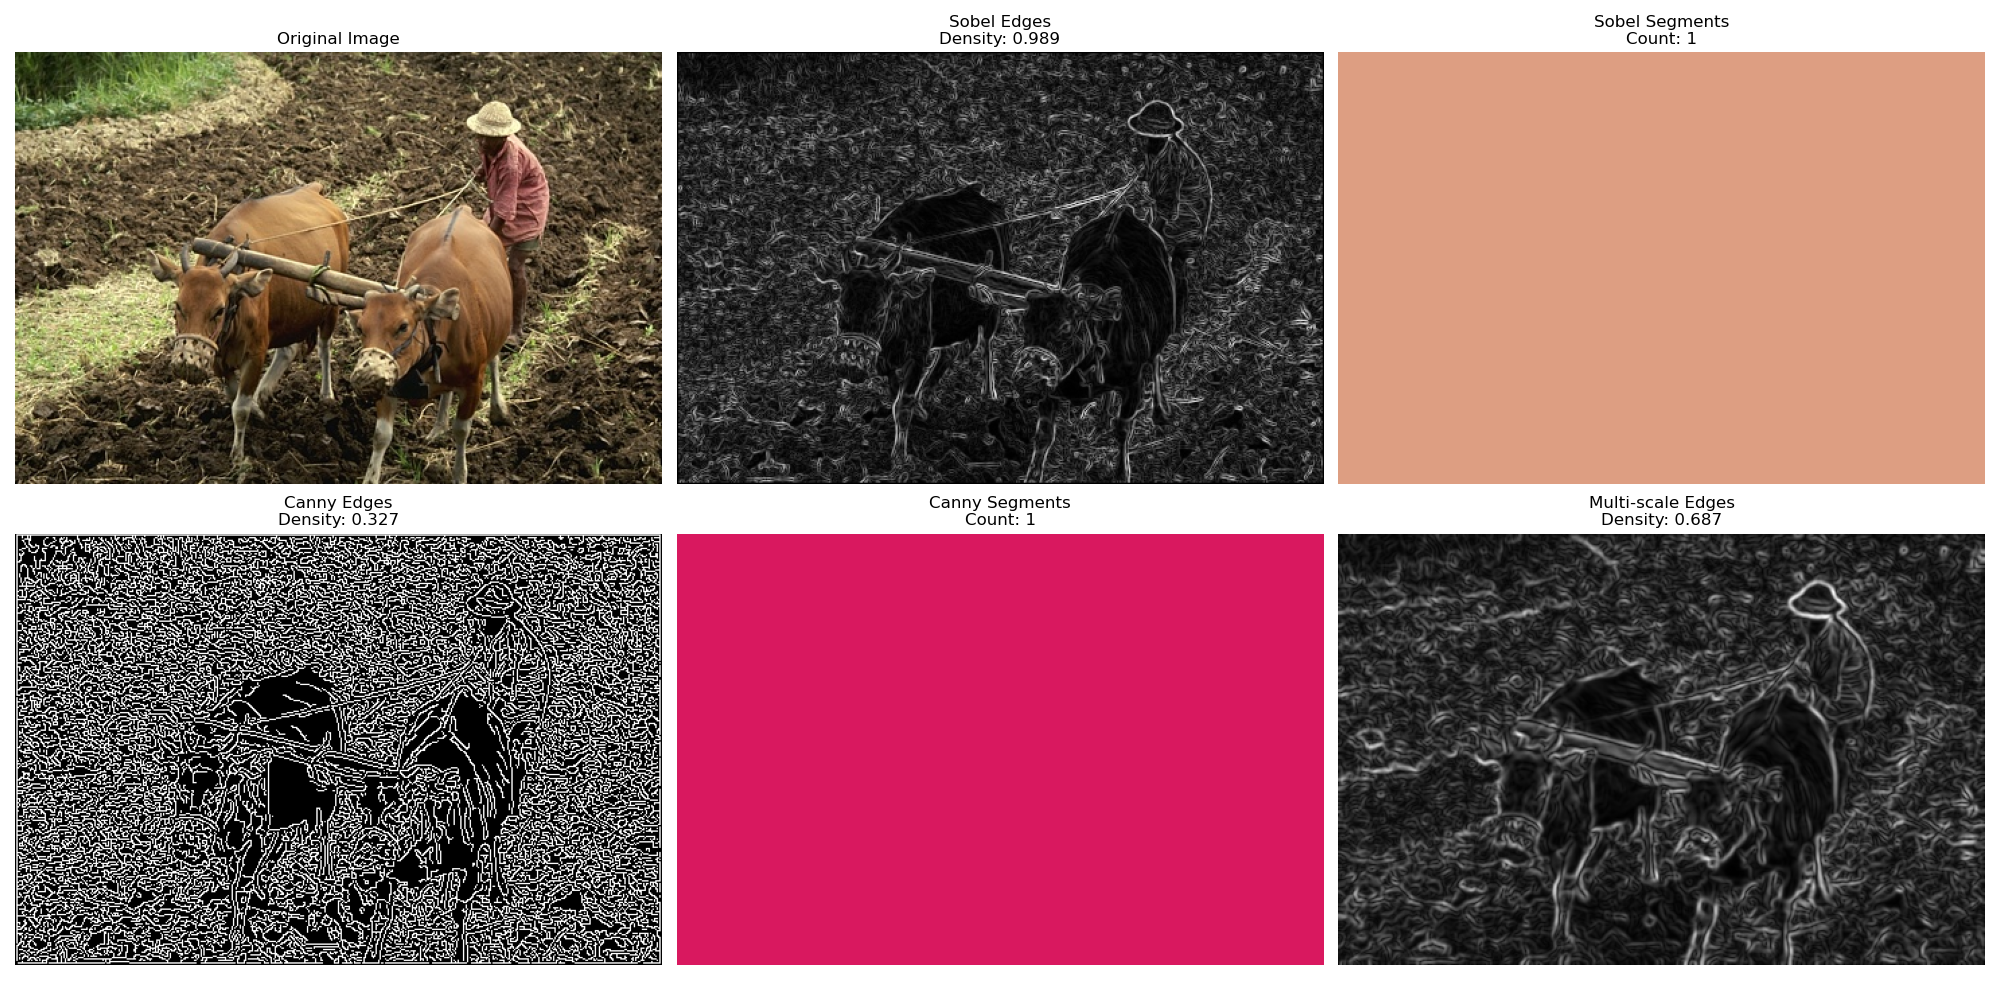 Original Image
Sobel Edges
Density: 0.989
Sobel Segments
Count: 1
Canny Edges
Density: 0.327
Canny Segments
Count: 1
Multi-scale Edges
Density: 0.687